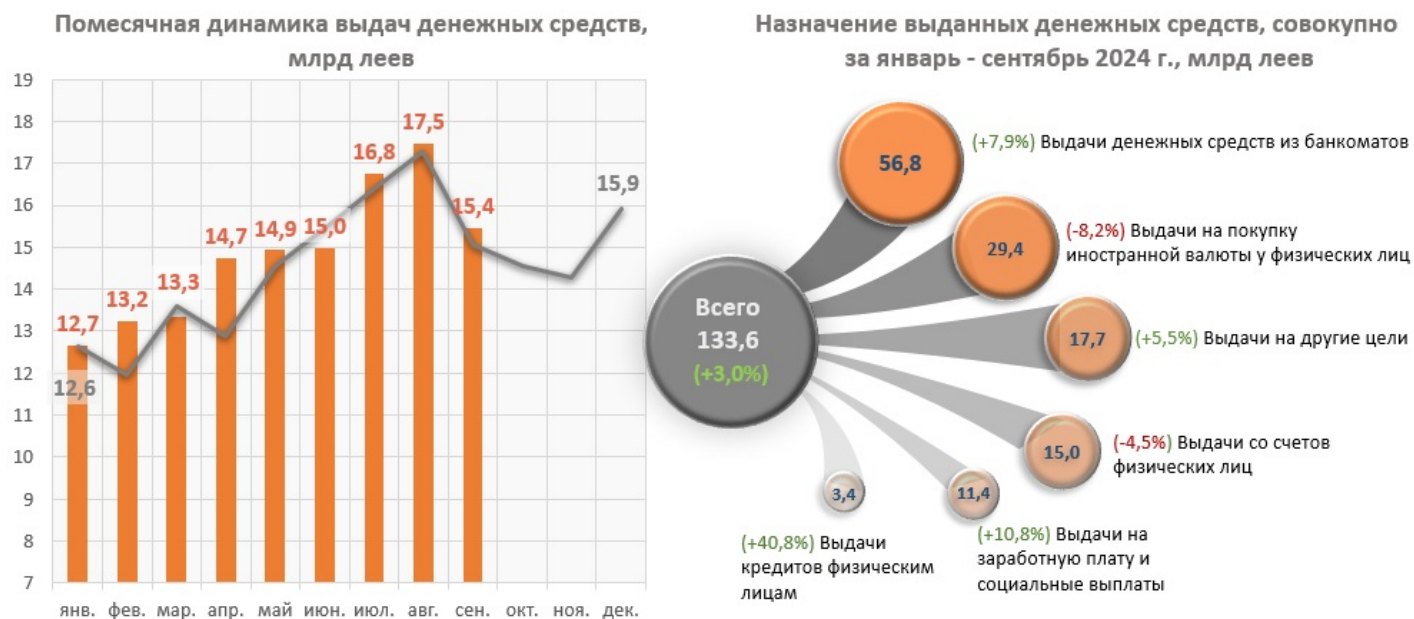 Помесячная динамика выдач денежных средств,
млрд леев
19
18
17
16
15
14
13
12
11
10
9
8
7
12,7
13,2
13,3
14,7
14,9
15,0
16,8
17,5
15,4
15,9
12,6
янв. фев. мар. апр. май июн. июл. авг. сен. окт. ноя. дек.
Назначение выданных денежных средств, совокупно
за январь - сентябрь 2024 г., млрд леев
Всего
133,6
(+3,0%)
56,8
(+7,9%) Выдачи денежных средств из банкоматов
29,4
(-8,2%) Выдачи на покупку
иностранной валюты у физических лиц
17,7
(+5,5%) Выдачи на другие цели
15,0
(-4,5%) Выдачи со счетов
физических лиц
11,4
(+10,8%) Выдачи на
заработную плату и
социальные выплаты
3,4
(+40,8%) Выдачи
кредитов физическим
лицам